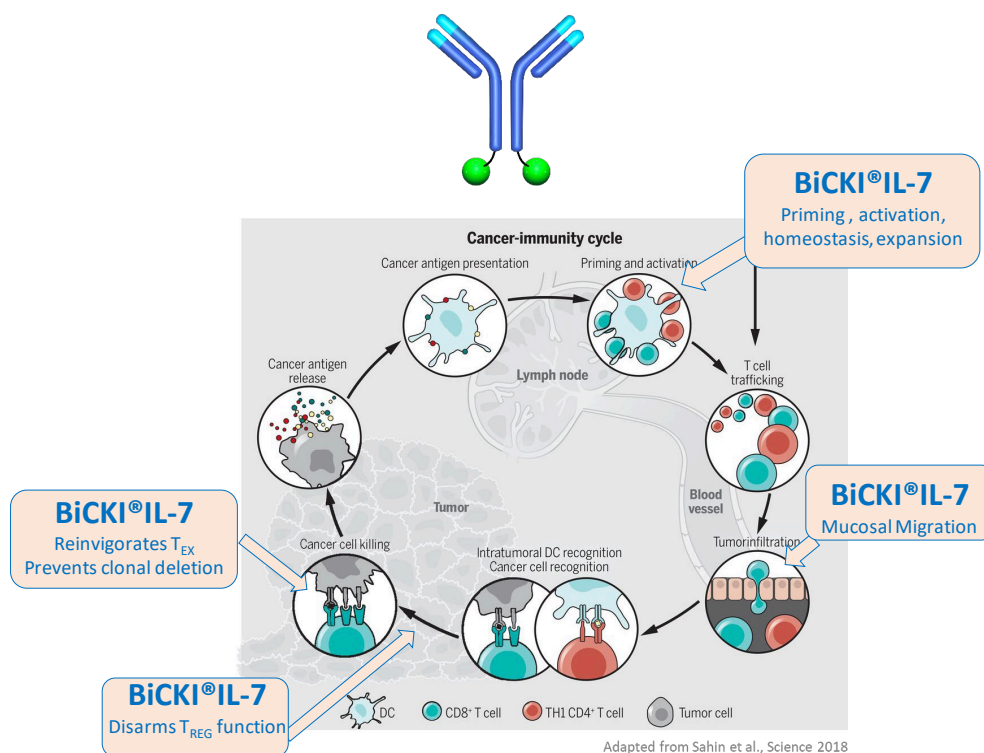 BiCKI®IL-7
Priming , activation,
homeostasis, expansion
Cancer-immunity cycle
Cancer antigen presentation
Priming and activation
Lymph node
Cancer antigen
release
T cell
trafficking
Blood
vessel
BiCKI®IL-7
Mucosal Migration
Tumor
BiCKI®IL-7
Reinvigorates TEX
Prevents clonal deletion
Cancer cell killing
Intratumoral DC recognition
Cancer cell recognition
Tumorinfiltration
BiCKI®IL-7
Disarms TREG function
DC
CD8+ T cell
TH1 CD4+ T cell
Tumor cell
Adapted from Sahin et al., Science 2018